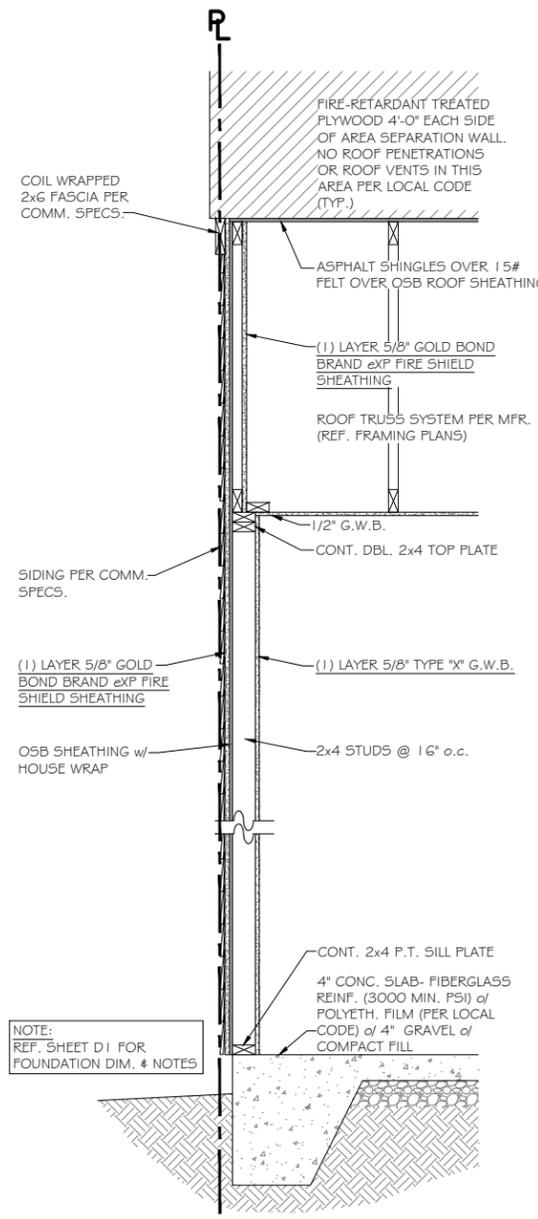 PL
FIRE-RETARDANT TREATED
PLYWOOD 4'-0" EACH SIDE
OF AREA SEPARATION WALL.
NO ROOF PENETRATIONS
OR ROOF VENTS IN THIS
AREA PER LOCAL CODE
(TYP.)
COIL WRAPPED
2x6 FASCIA PER
COMM. SPECS.
ASPHALT SHINGLES OVER 15#
FELT OVER OSB ROOF SHEATHING
(1) LAYER 5/8" GOLD BOND
BRAND eXP FIRE SHIELD
SHEATHING
ROOF TRUSS SYSTEM PER MFR.
(REF. FRAMING PLANS)
1/2" G.W.B.
CONT. DBL. 2x4 TOP PLATE
SIDING PER COMM.
SPECS.
(1) LAYER 5/8" GOLD
BOND BRAND eXP FIRE
SHIELD SHEATHING
(1) LAYER 5/8" TYPE "X" G.W.B.
OSB SHEATHING w/
HOUSE WRAP
2x4 STUDS @ 16" o.c.
CONT. 2x4 P.T. SILL PLATE
4" CONC. SLAB- FIBERGLASS
REINF. (3000 MIN. PSI) o/
POLYETH. FILM (PER LOCAL
CODE) o/ 4" GRAVEL o/
COMPACT FILL
NOTE:
REF. SHEET D1 FOR
FOUNDATION DIM. & NOTES